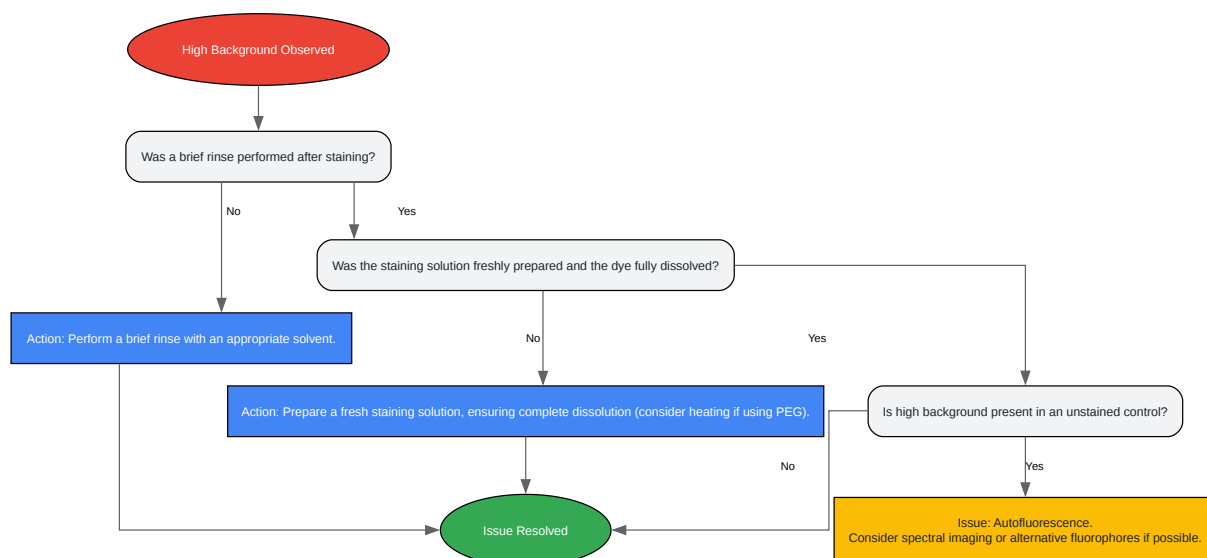 High Background Observed
Was a brief rinse performed after staining?
No
Yes
Was the staining solution freshly prepared and the dye fully dissolved?
Action: Perform a brief rinse with an appropriate solvent.
No
Yes
Action: Prepare a fresh staining solution, ensuring complete dissolution (consider heating if using PEG).
Is high background present in an unstained control?
No
Yes
Issue Resolved
Issue: Autofluorescence.
Consider spectral imaging or alternative fluorophores if possible.